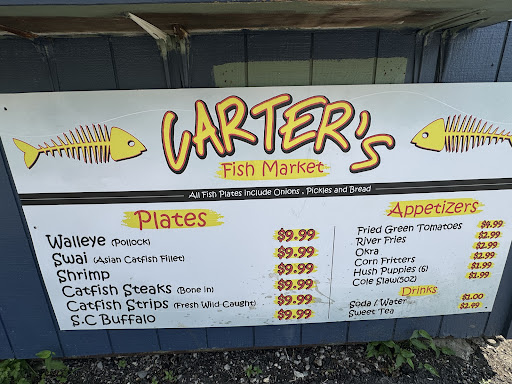 CARTER's
Fish Market
All Fish Plates Include Onions , Pickles and Bread
Plates
Walleye (Pollock) $9.99
Swai (Asian Catfish Fillet) $9.99
Shrimp $9.99
Catfish Steaks (Bone in) $9.99
Catfish Strips (Fresh Wild-Caught) $9.99
S.C Buffalo $9.99
Appetizers
Fried Green Tomatoes $4.99
River Fries $2.99
Okra $2.99
Corn Fritters $2.99
Hush Puppies (6) $1.99
Cole Slaw(5oz) $1.99
Drinks
Soda / Water $1.00
Sweet Tea $2.99